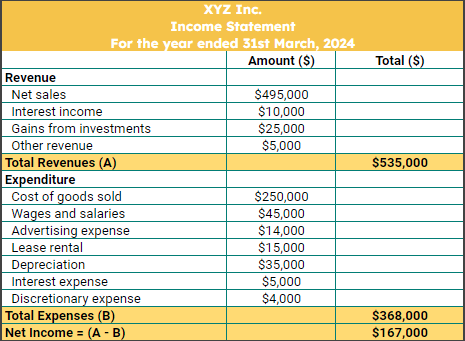 XYZ Inc.
Income Statement
For the year ended 31st March, 2024
Amount ($) Total ($)
Revenue
Net sales $495,000
Interest income $10,000
Gains from investments $25,000
Other revenue $5,000
Total Revenues (A) $535,000
Expenditure
Cost of goods sold $250,000
Wages and salaries $45,000
Advertising expense $14,000
Lease rental $15,000
Depreciation $35,000
Interest expense $5,000
Discretionary expense $4,000
Total Expenses (B) $368,000
Net Income = (A - B) $167,000